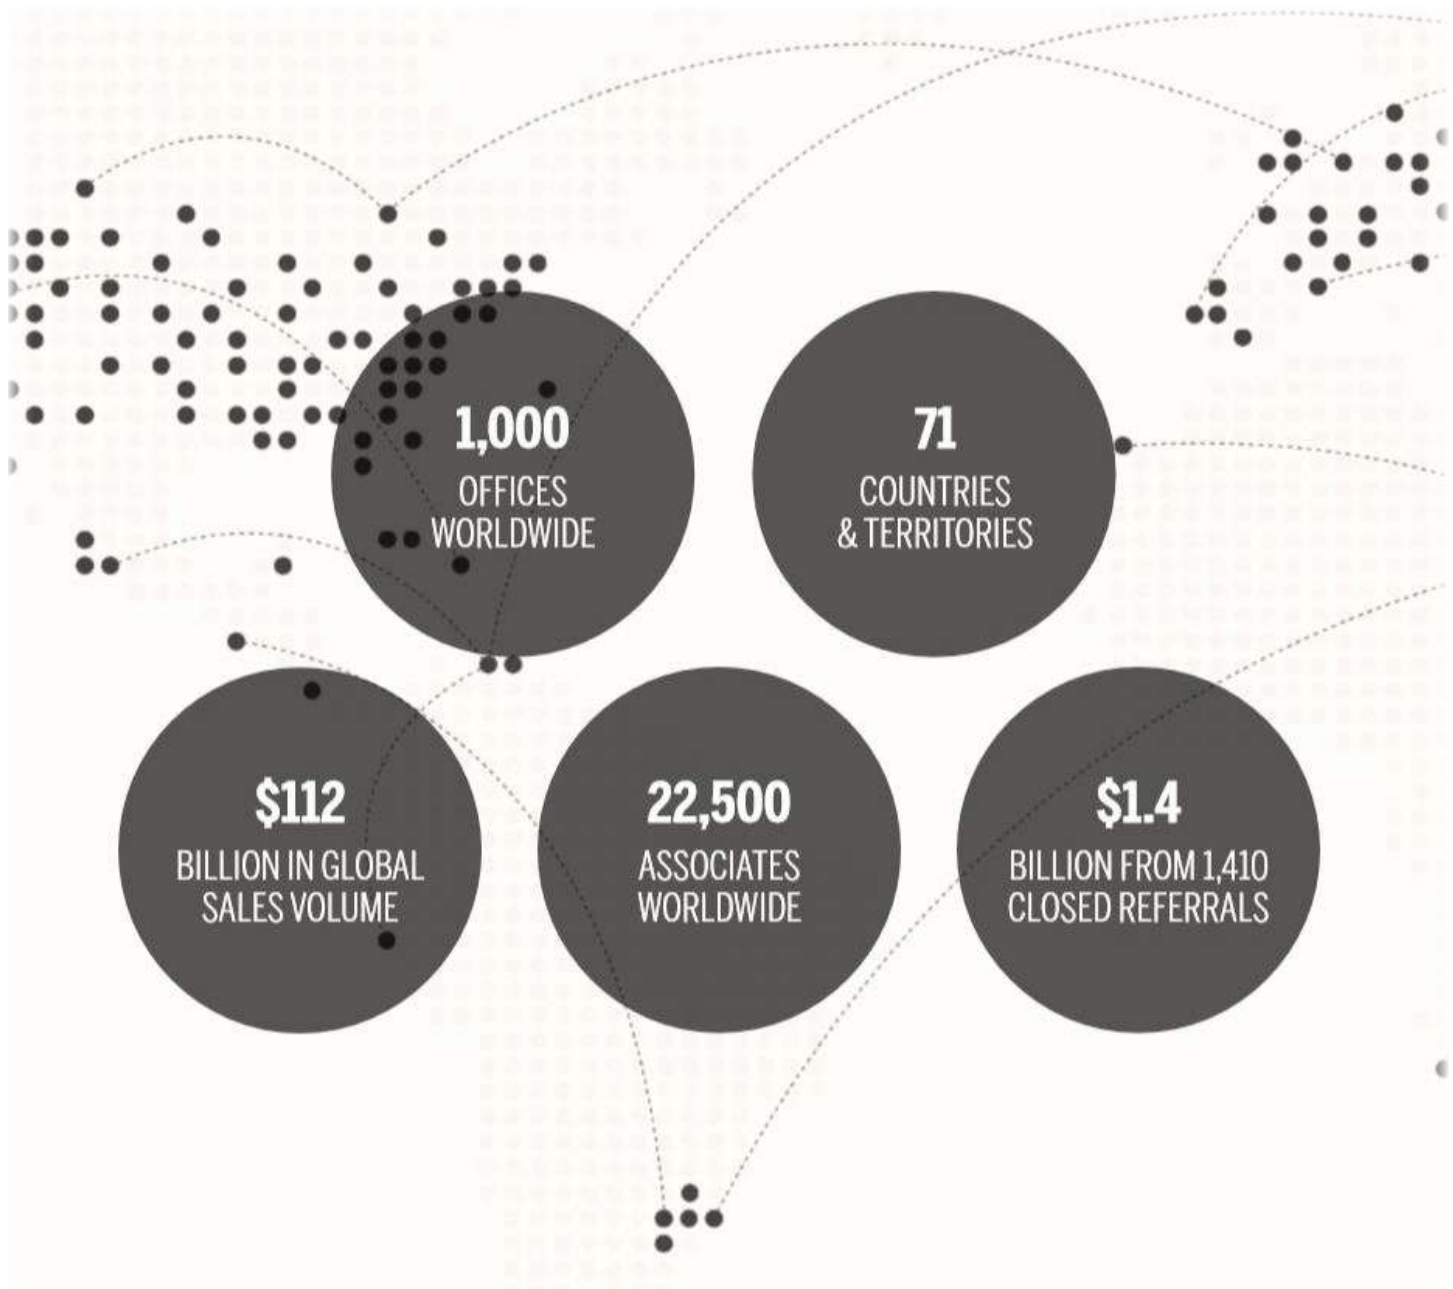 1,000
OFFICES
WORLDWIDE
71
COUNTRIES
& TERRITORIES
$112
BILLION IN GLOBAL
SALES VOLUME
22,500
ASSOCIATES
WORLDWIDE
$1.4
BILLION FROM 1,410
CLOSED REFERRALS